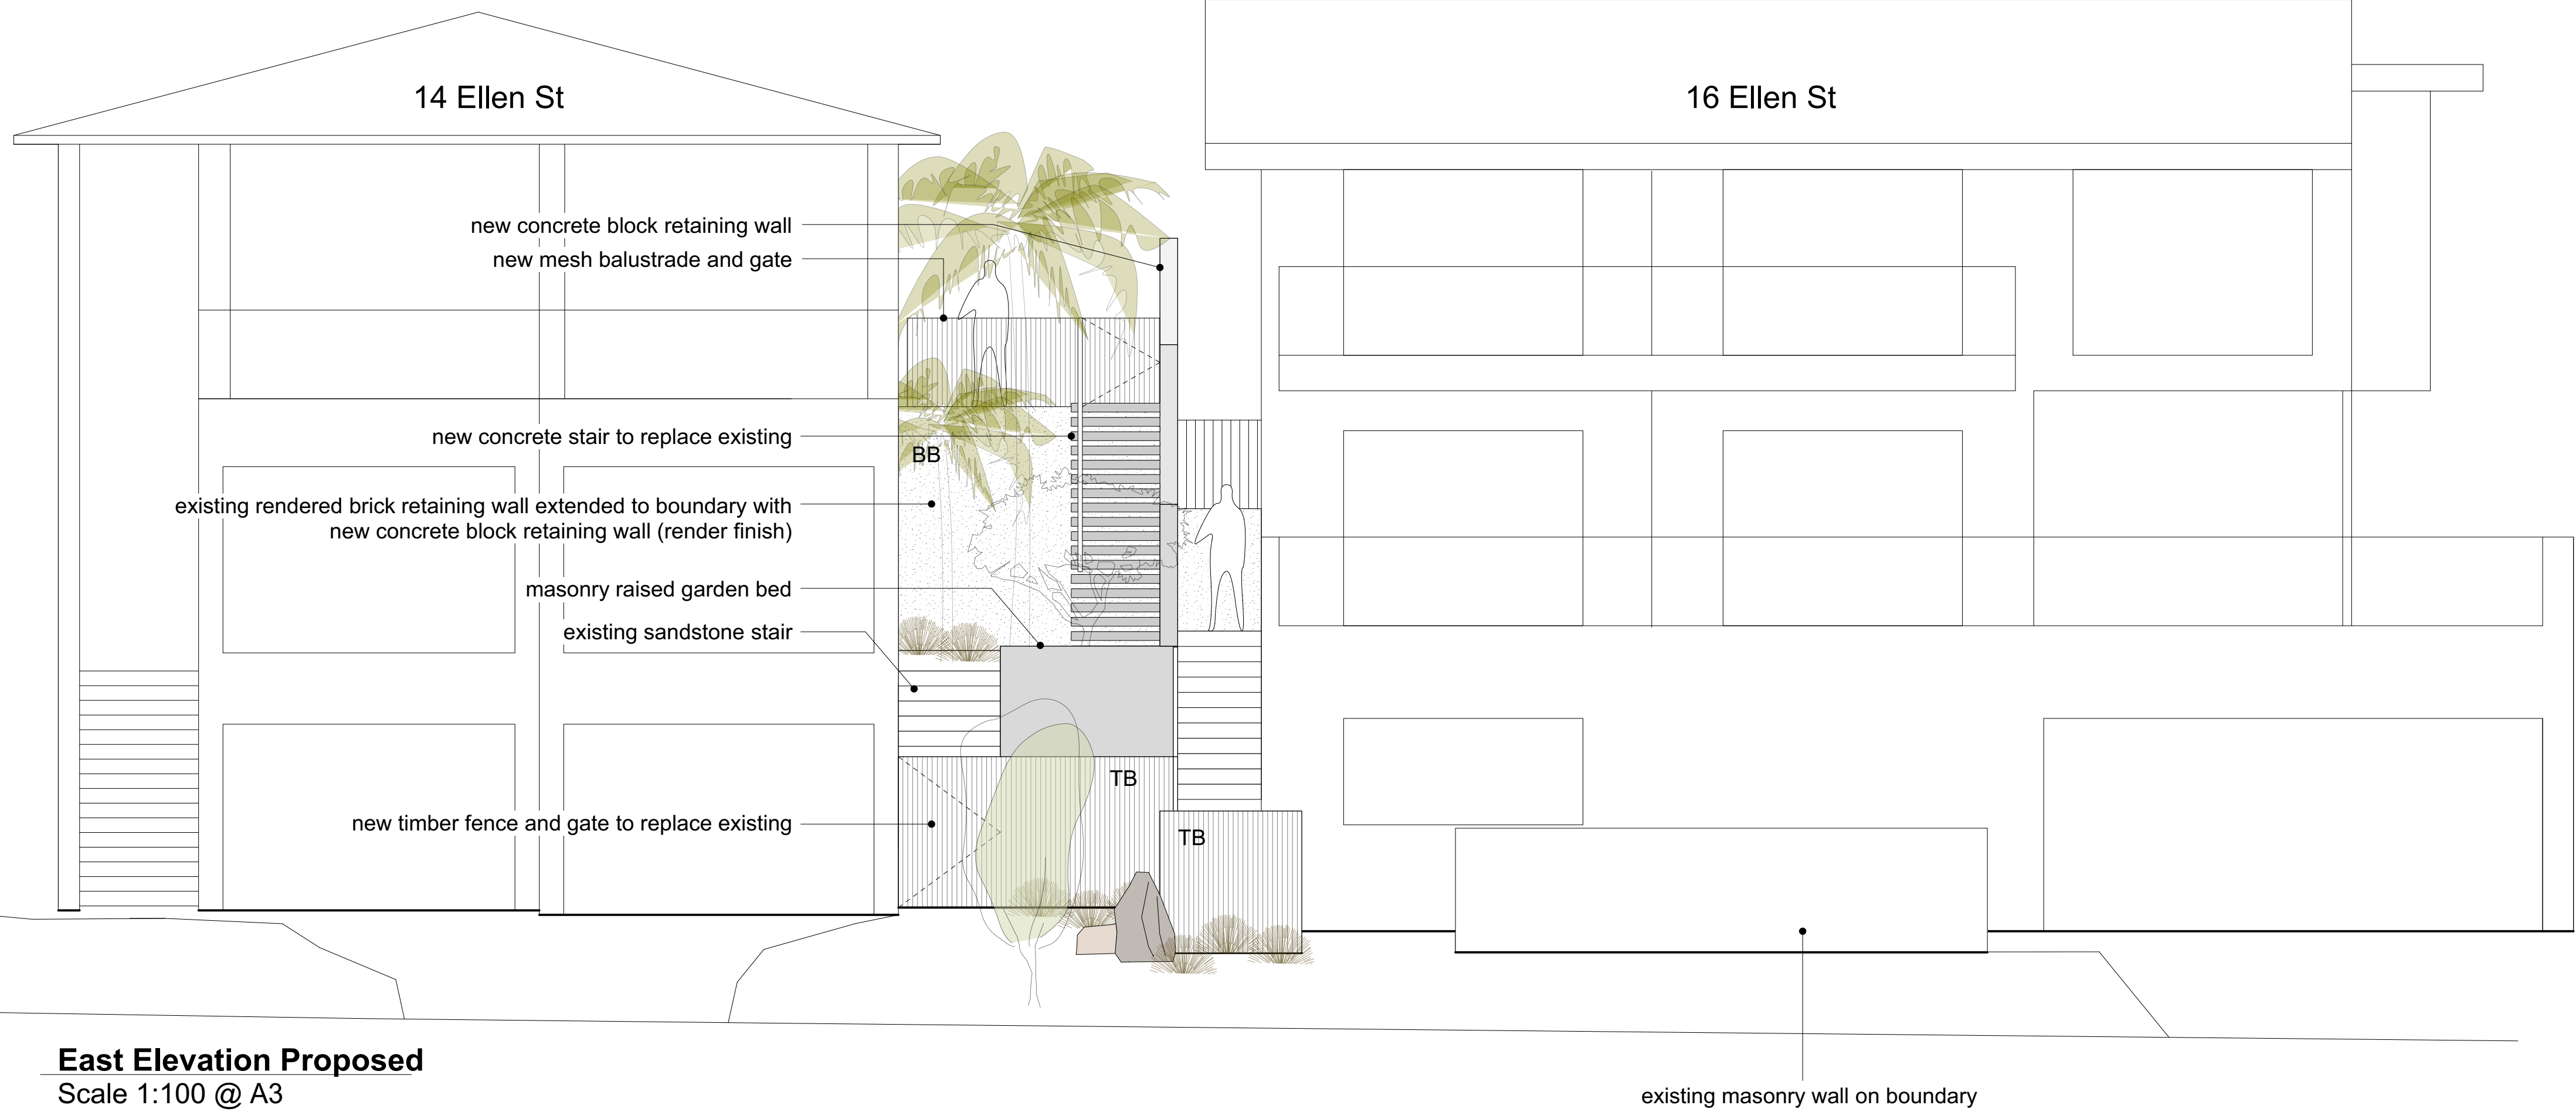 14 Ellen St
16 Ellen St
new concrete block retaining wall
new mesh balustrade and gate
new concrete stair to replace existing
BB
existing rendered brick retaining wall extended to boundary with
new concrete block retaining wall (render finish)
masonry raised garden bed
existing sandstone stair
TB
new timber fence and gate to replace existing
TB
East Elevation Proposed
Scale 1:100 @ A3
existing masonry wall on boundary